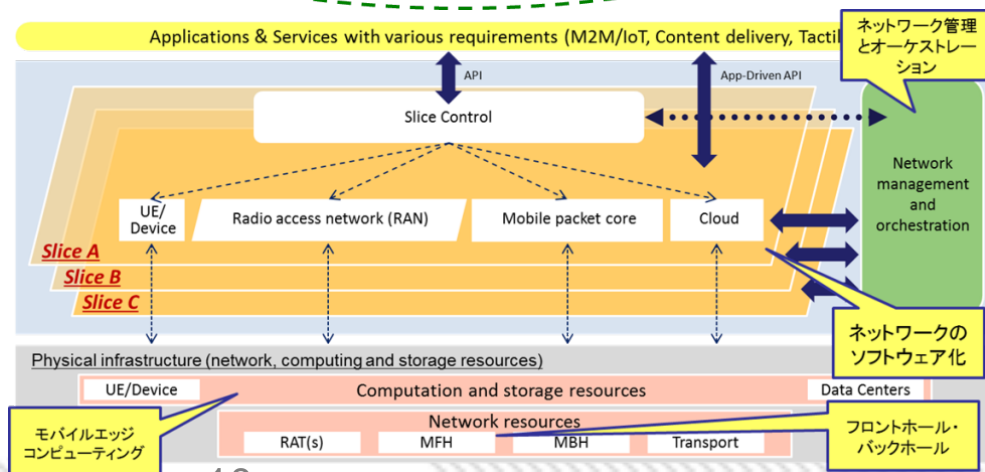 Applications & Services with various requirements (M2M/IoT, Content delivery,
ネットワーク管理
とオーケストレー
ション
API
App-Driven API
Slice Control
Network
management
and
orchestration
UE/
Device
Radio access network (RAN)
Mobile packet core
Cloud
Slice A
Slice B
Slice C
ネットワークの
ソフトウェア化
Physical infrastructure (network, computing and storage resources)
UE/Device
Computation and storage resources
Data Centers
Network resources
RAT(s)
MFH
MBH
Transport
モバイルエッジ
コンピューティング
フロントホール・
バックホール